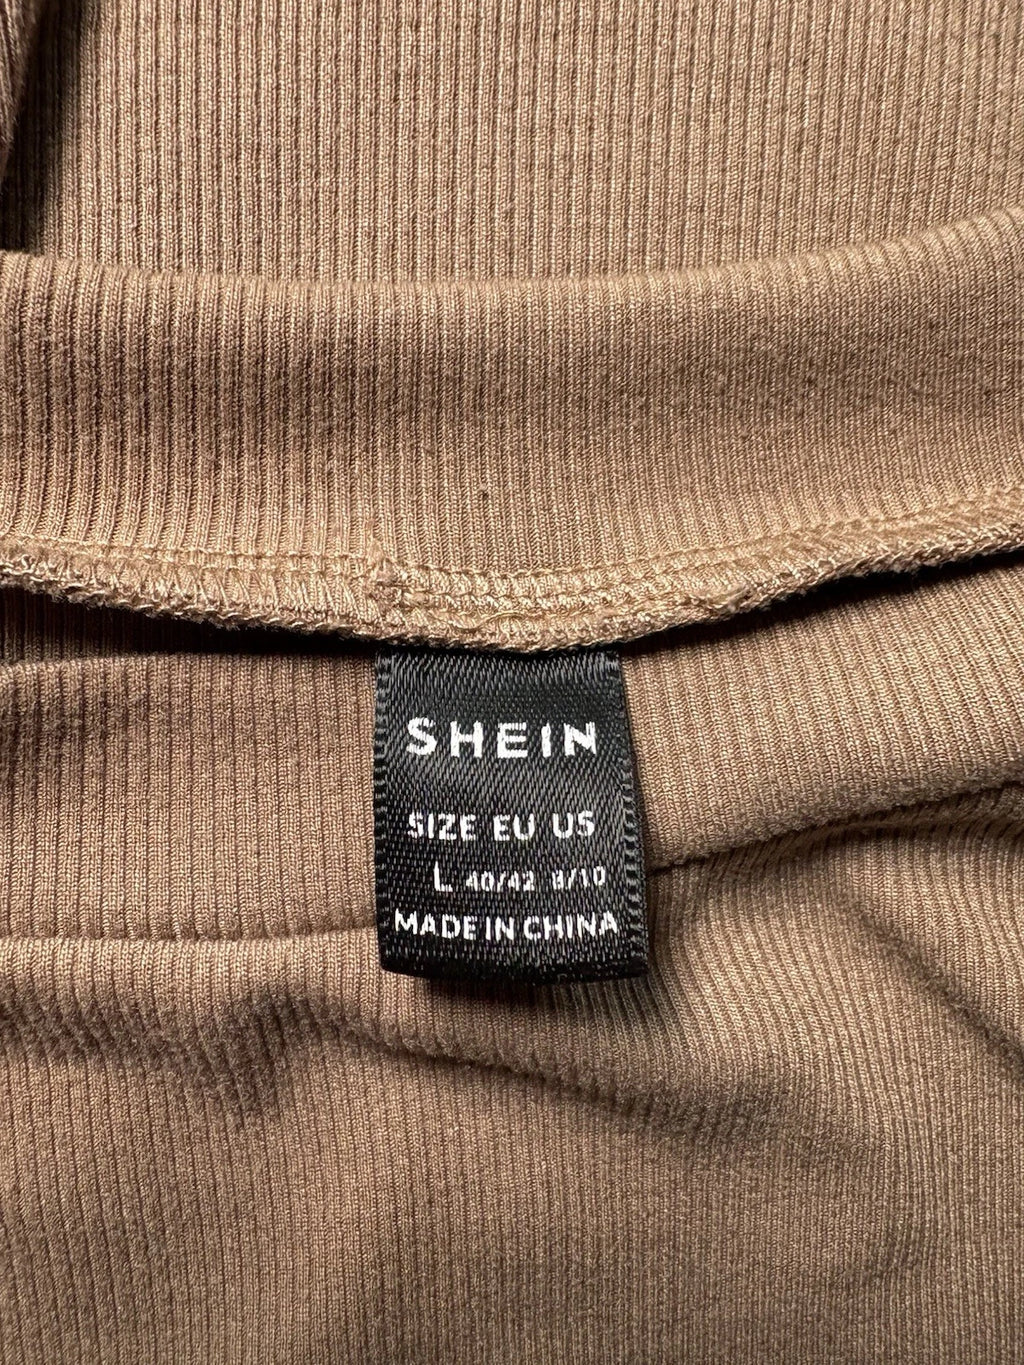 SHEIN
SIZE EU US
L 40/42 8/10
MADE IN CHINA